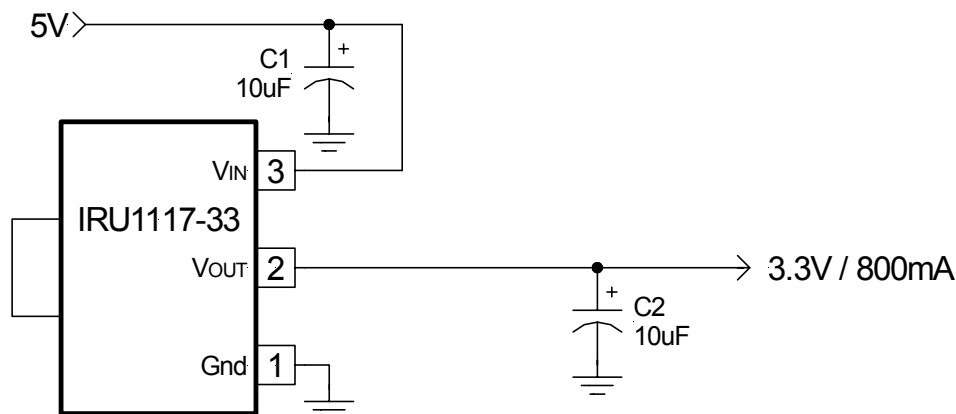 5V
+
C1
10uF
VIN 3
IRU1117-33
VOUT 2
3.3V / 800mA
+
C2
10uF
Gnd 1